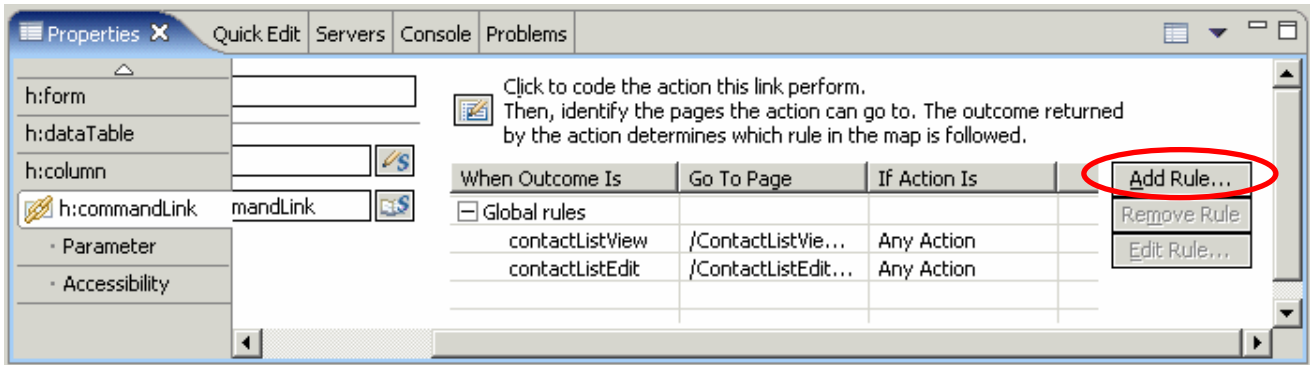 Properties Quick Edit Servers Console Problems
h:form
h:dataTable
h:column
h:commandLink
Parameter
Accessibility
mandLink
Click to code the action this link perform.
Then, identify the pages the action can go to. The outcome returned
by the action determines which rule in the map is followed.
When Outcome Is Go To Page If Action Is
Global rules
contactListView /ContactListVie... Any Action
contactListEdit /ContactListEdit... Any Action
Add Rule...
Remove Rule
Edit Rule...